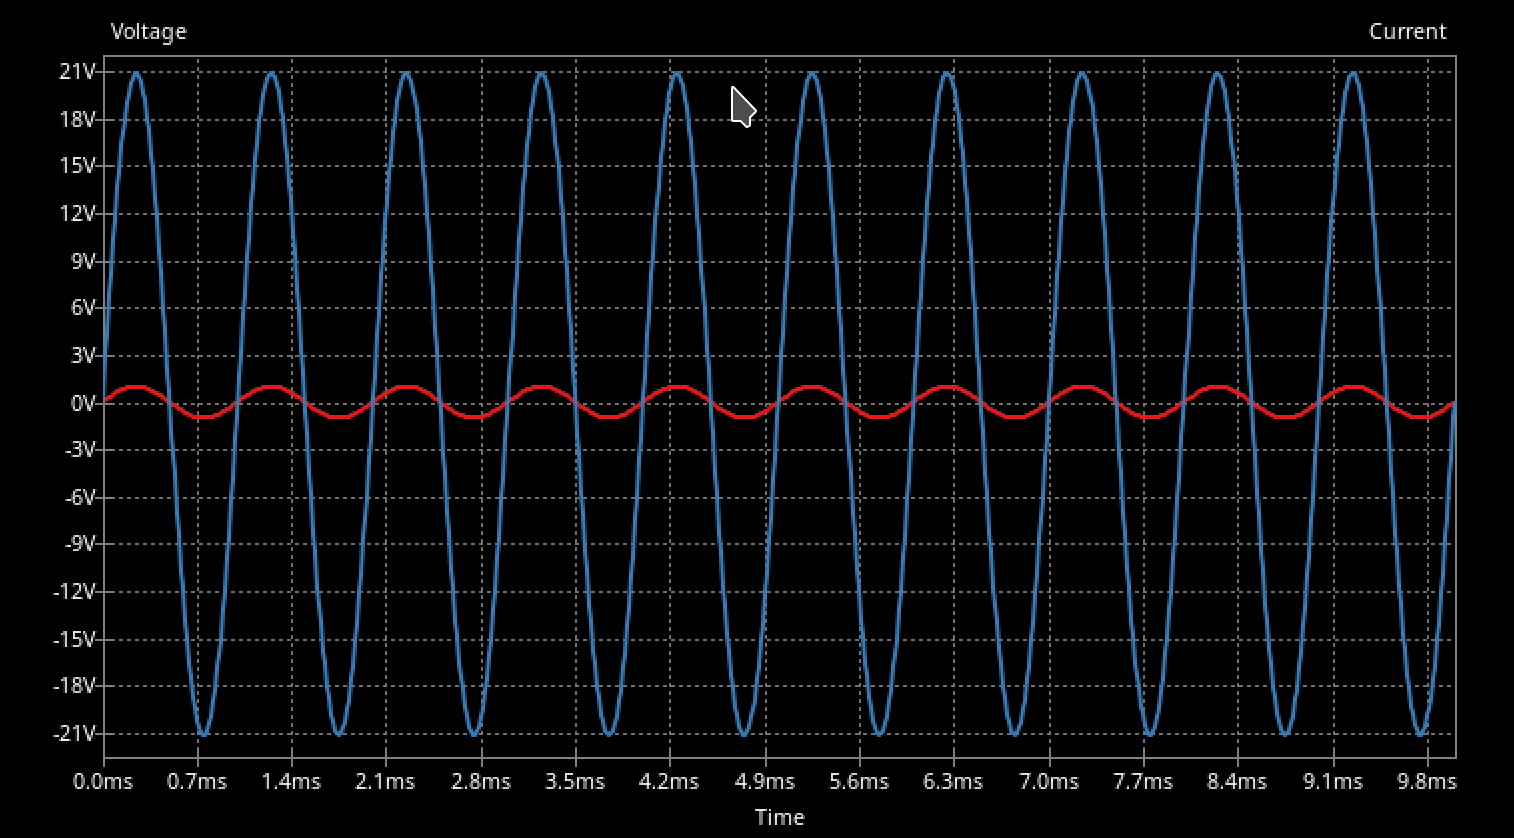 Voltage
Current
21V
18V
15V
12V
9V
6V
3V
0V
-3V
-6V
-9V
-12V
-15V
-18V
-21V
0.0ms 0.7ms 1.4ms 2.1ms 2.8ms 3.5ms 4.2ms 4.9ms 5.6ms 6.3ms 7.0ms 7.7ms 8.4ms 9.1ms 9.8ms
Time